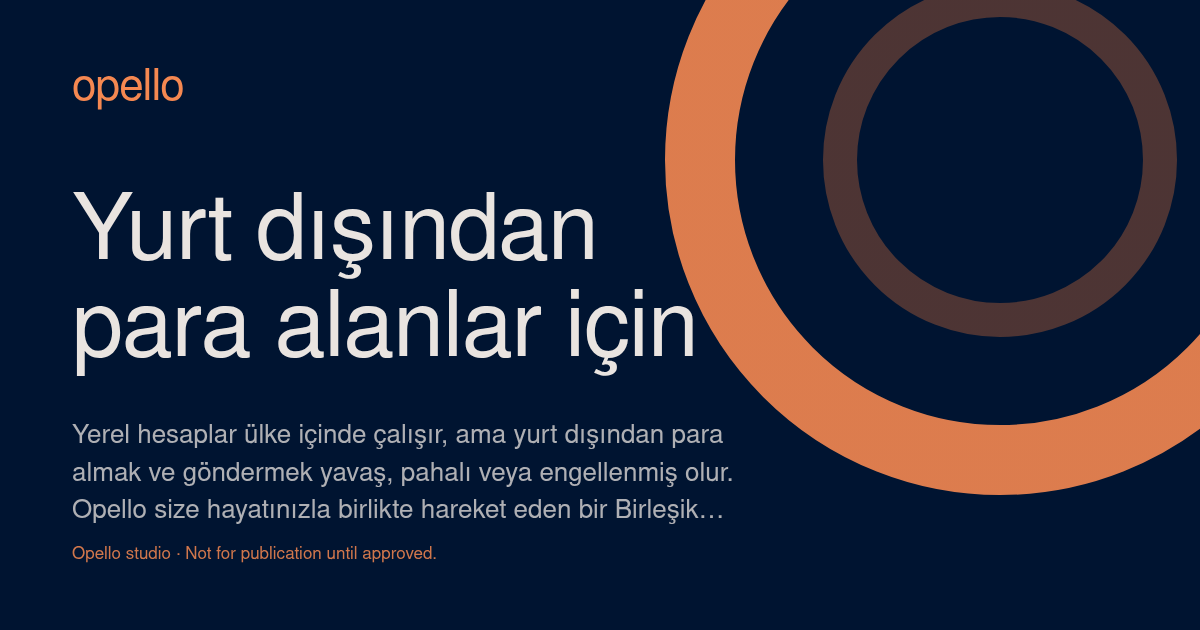 opello
Yurt dışından
para alanlar için
Yerel hesaplar ülke içinde çalışır, ama yurt dışından para
almak ve göndermek yavaş, pahalı veya engellenmiş olur.
Opello size hayatınızla birlikte hareket eden bir Birleşik…
Opello studio · Not for publication until approved.